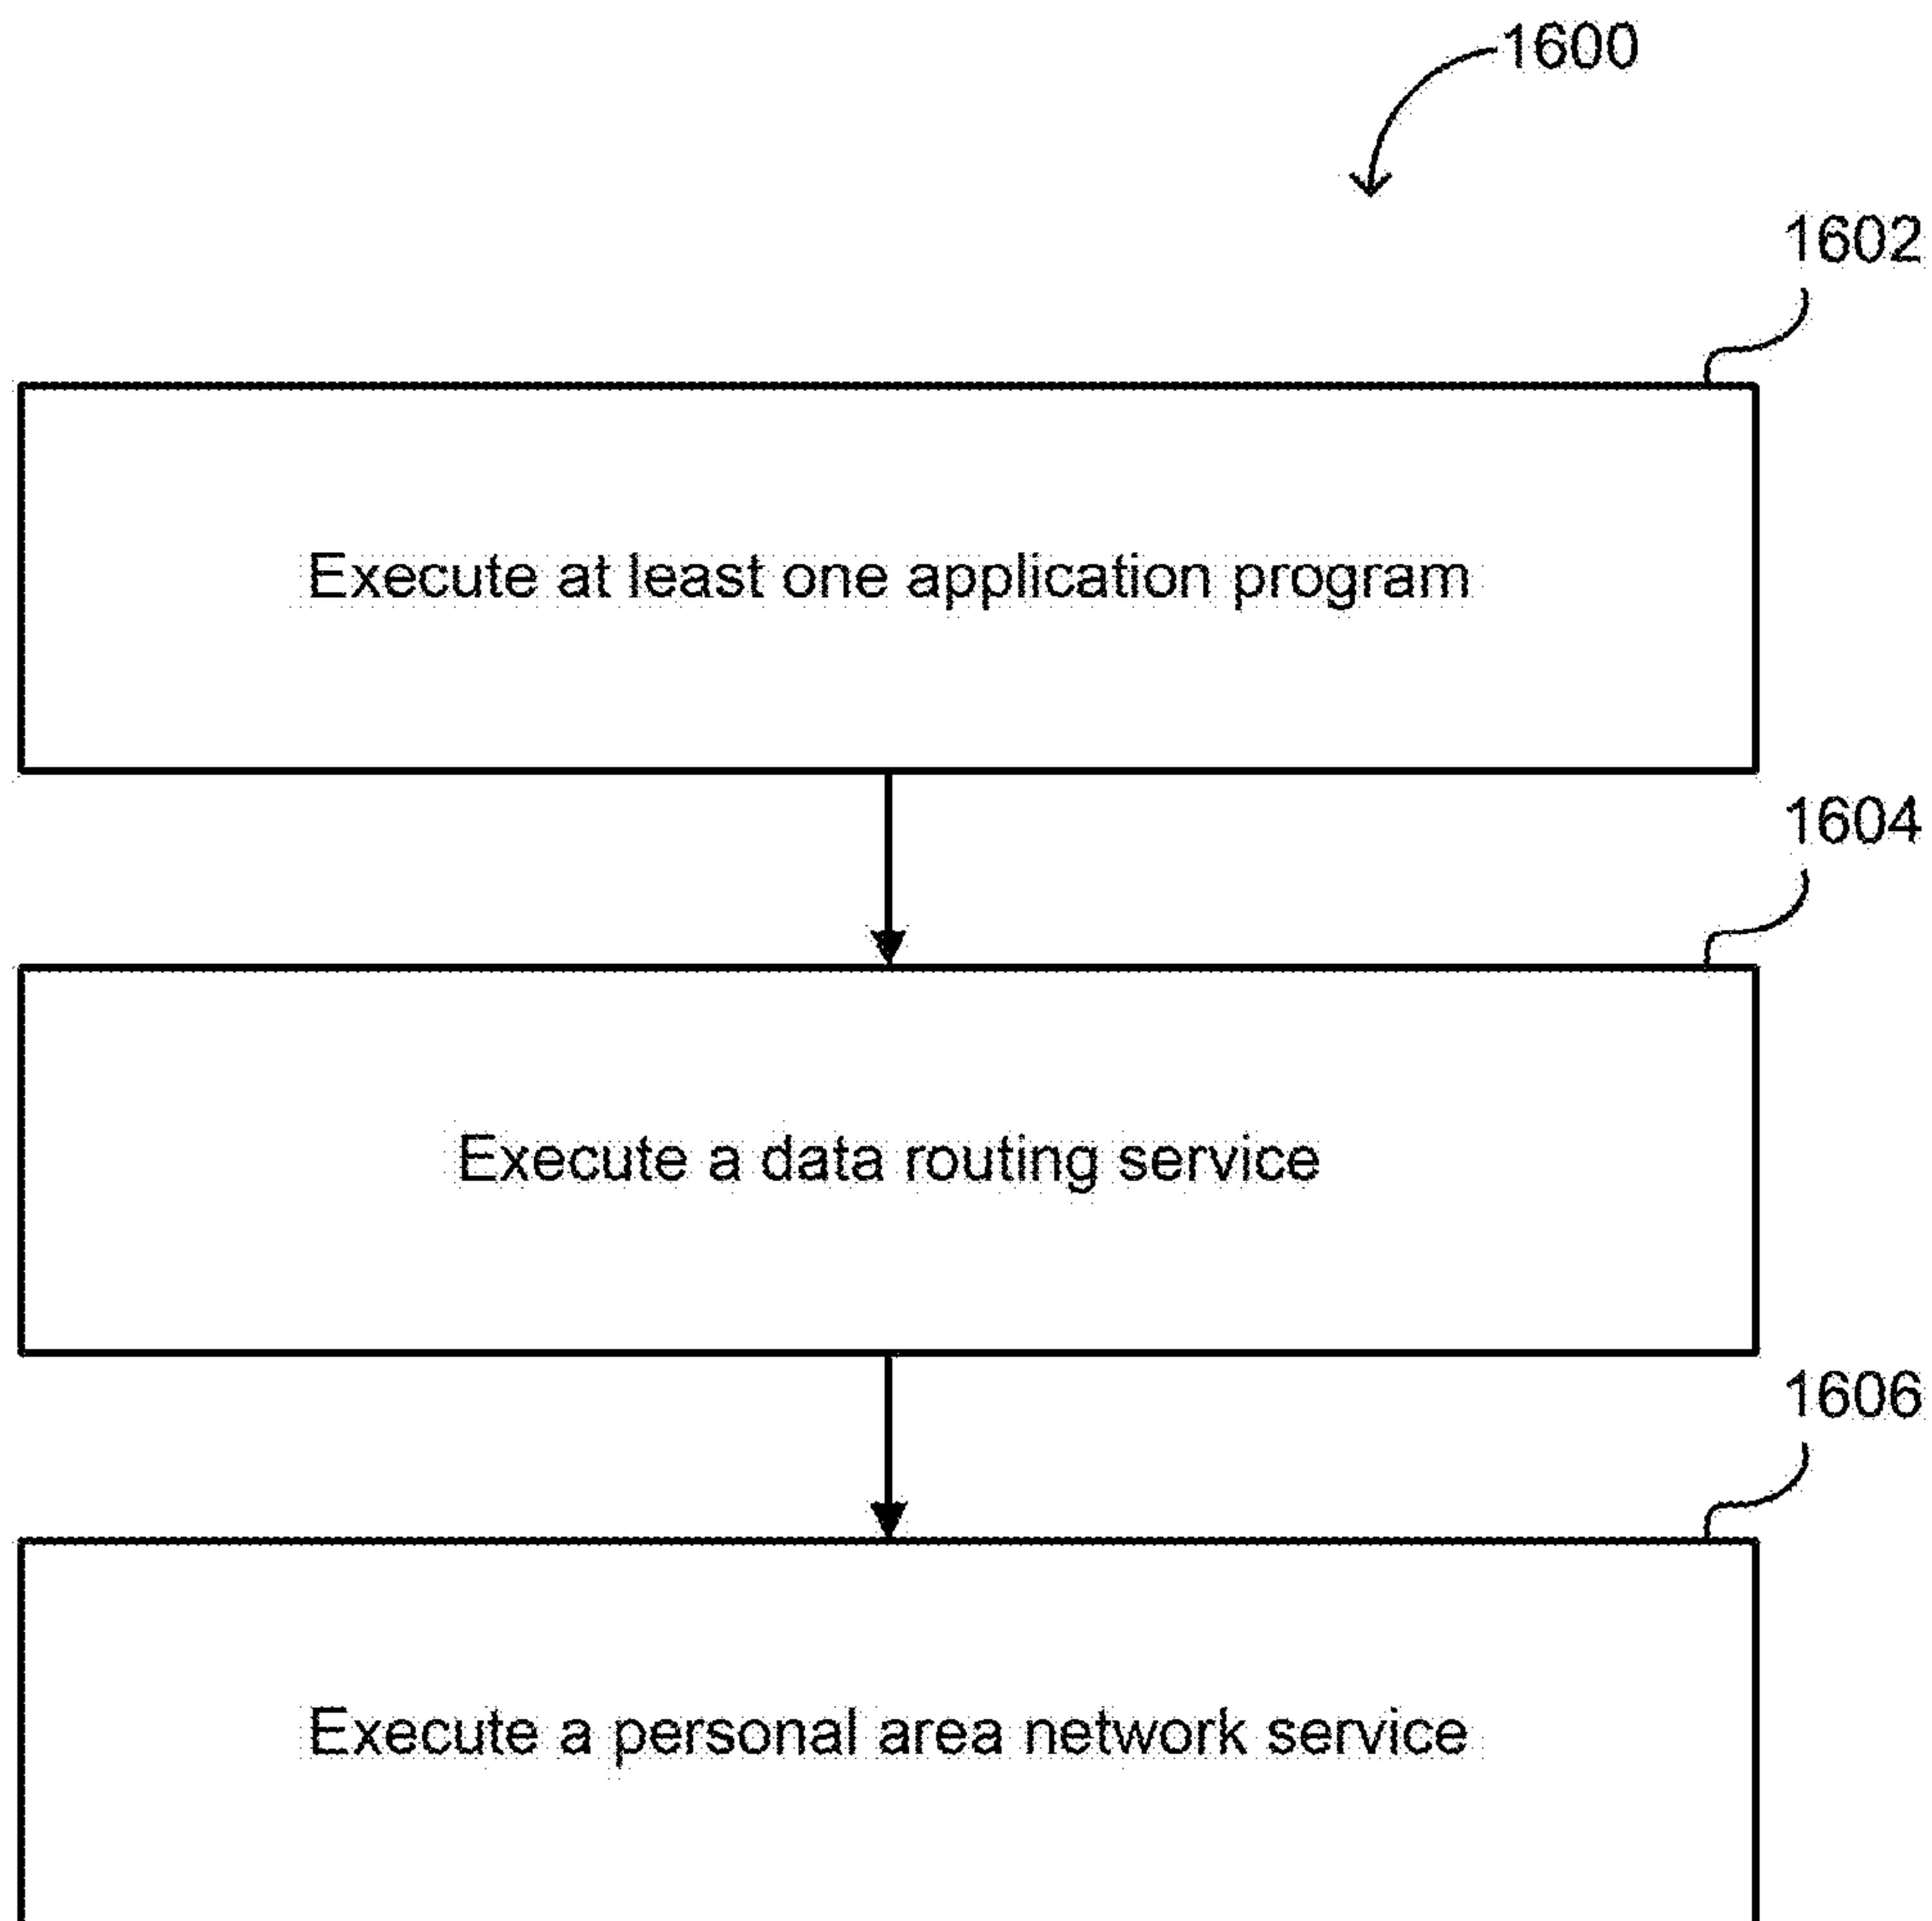 1600
1602
Execute at least one application program
1604
Execute a data routing service
1606
Execute a personal area network service